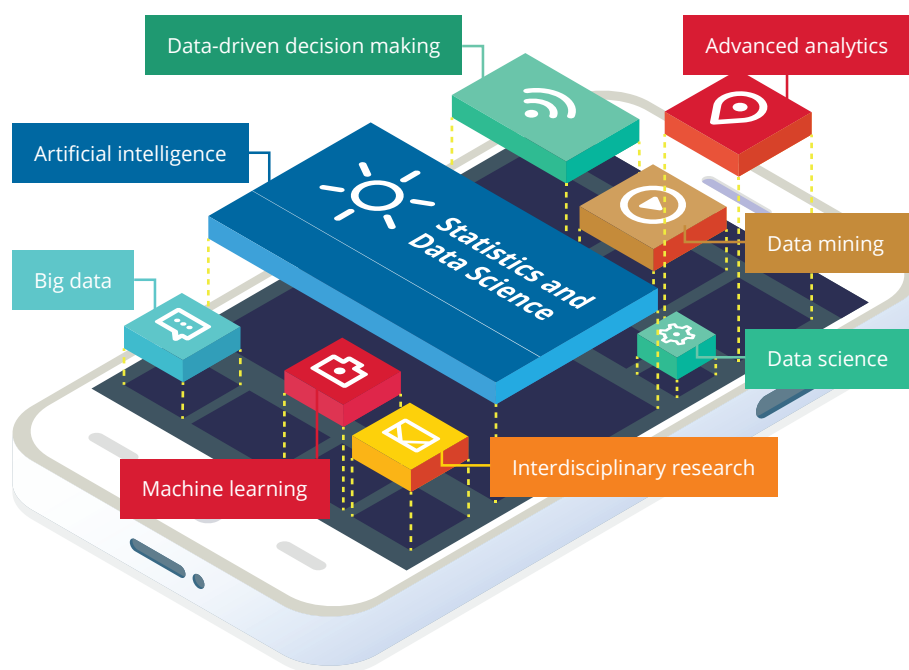 Data-driven decision making
Advanced analytics
Artificial intelligence
Statistics and
Data Science
Data mining
Big data
Data science
Interdisciplinary research
Machine learning